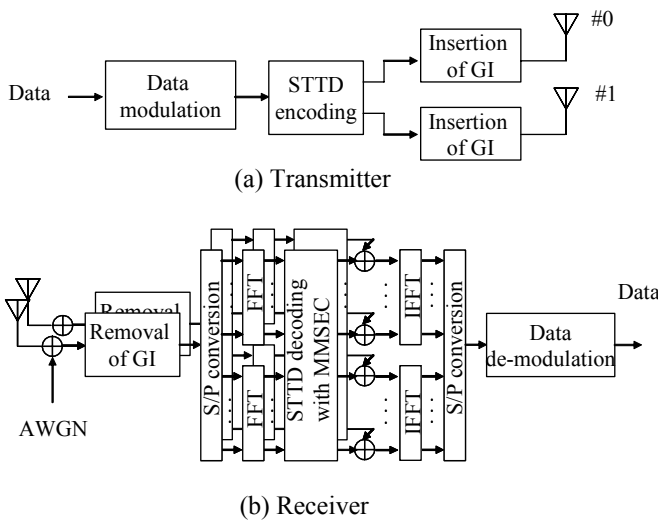 #0
Data
Data
modulation
STTD
encoding
Insertion
of GI
Insertion
of GI
#1
(a) Transmitter
Removal
Removal
of GI
AWGN
S/P conversion
FFT
FFT
STTD decoding
with MMSEC
IFFT
IFFT
S/P conversion
Data
de-modulation
Data
(b) Receiver